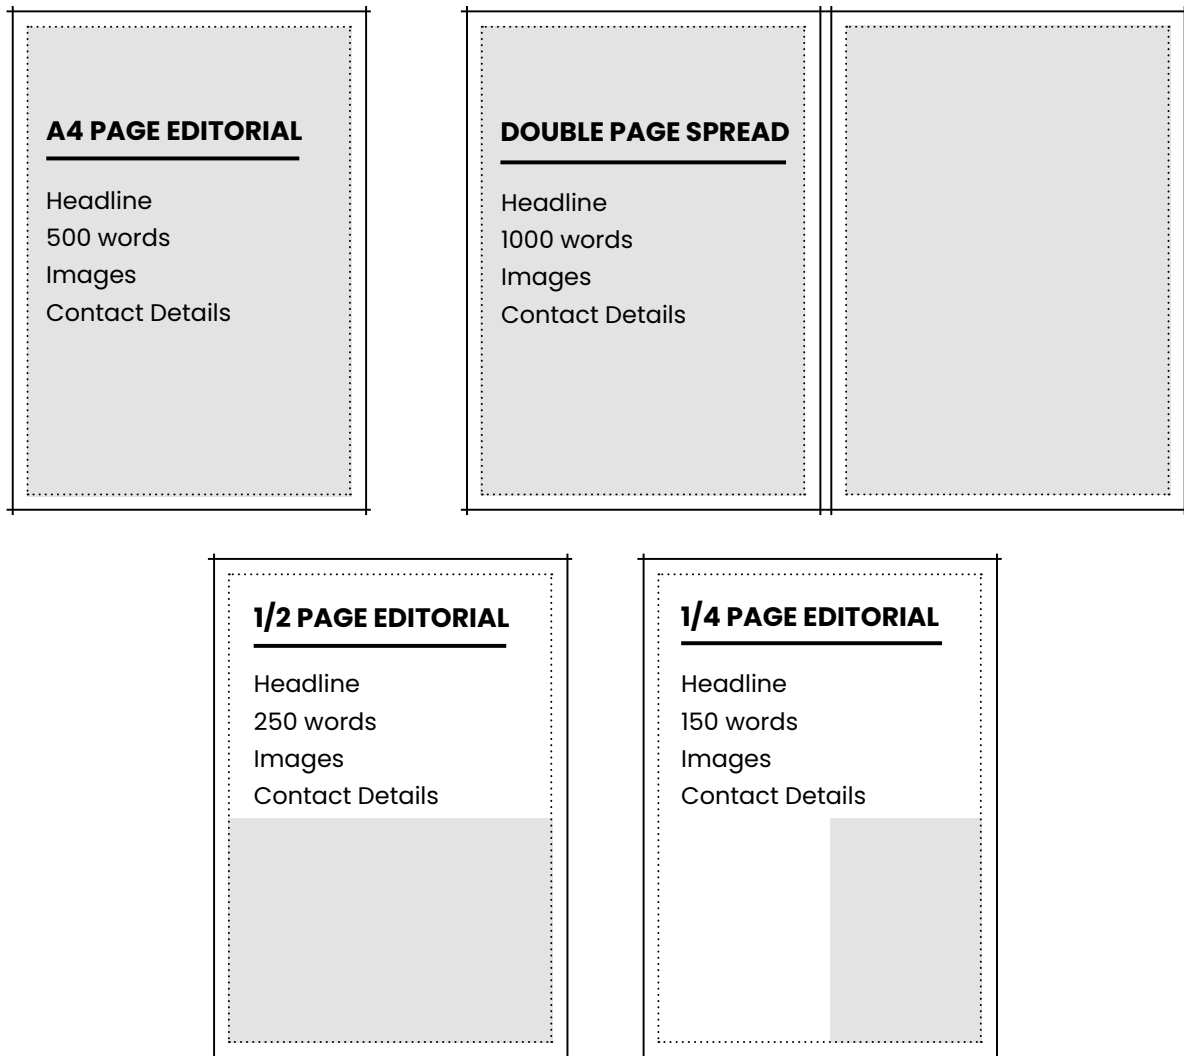 A4 PAGE EDITORIAL
Headline
500 words
Images
Contact Details
DOUBLE PAGE SPREAD
Headline
1000 words
Images
Contact Details
1/2 PAGE EDITORIAL
Headline
250 words
Images
Contact Details
1/4 PAGE EDITORIAL
Headline
150 words
Images
Contact Details